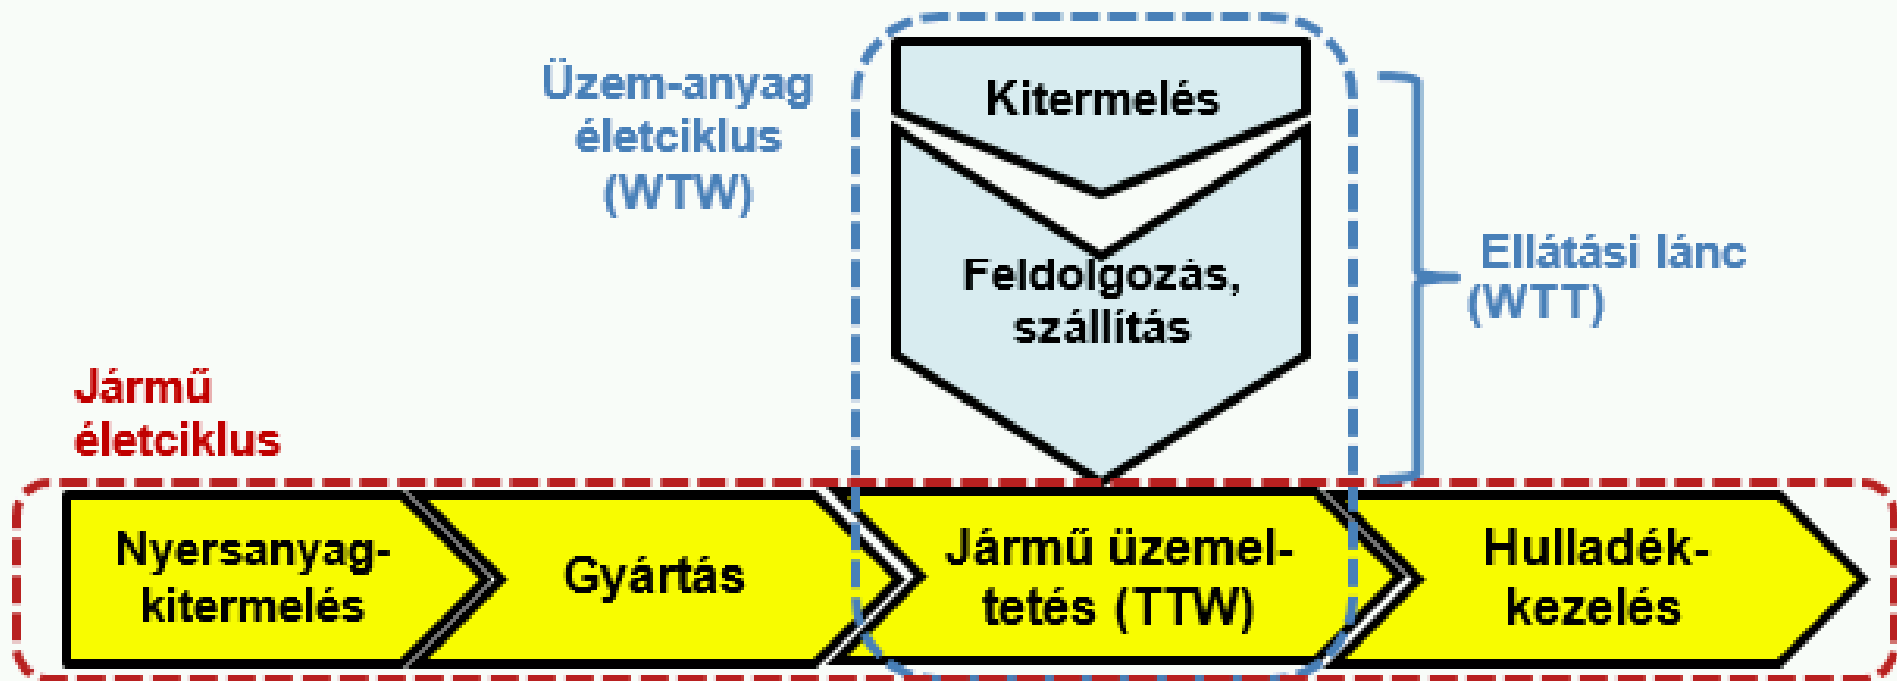 Üzem-anyag
életciklus
(WTW)
Kitermelés
Feldolgozás,
szállítás
Ellátási lánc
(WTT)
Jármű
életciklus
Nyersanyag-
kitermelés
Gyártás
Jármű üzemel-
tetés (TTW)
Hulladék-
kezelés